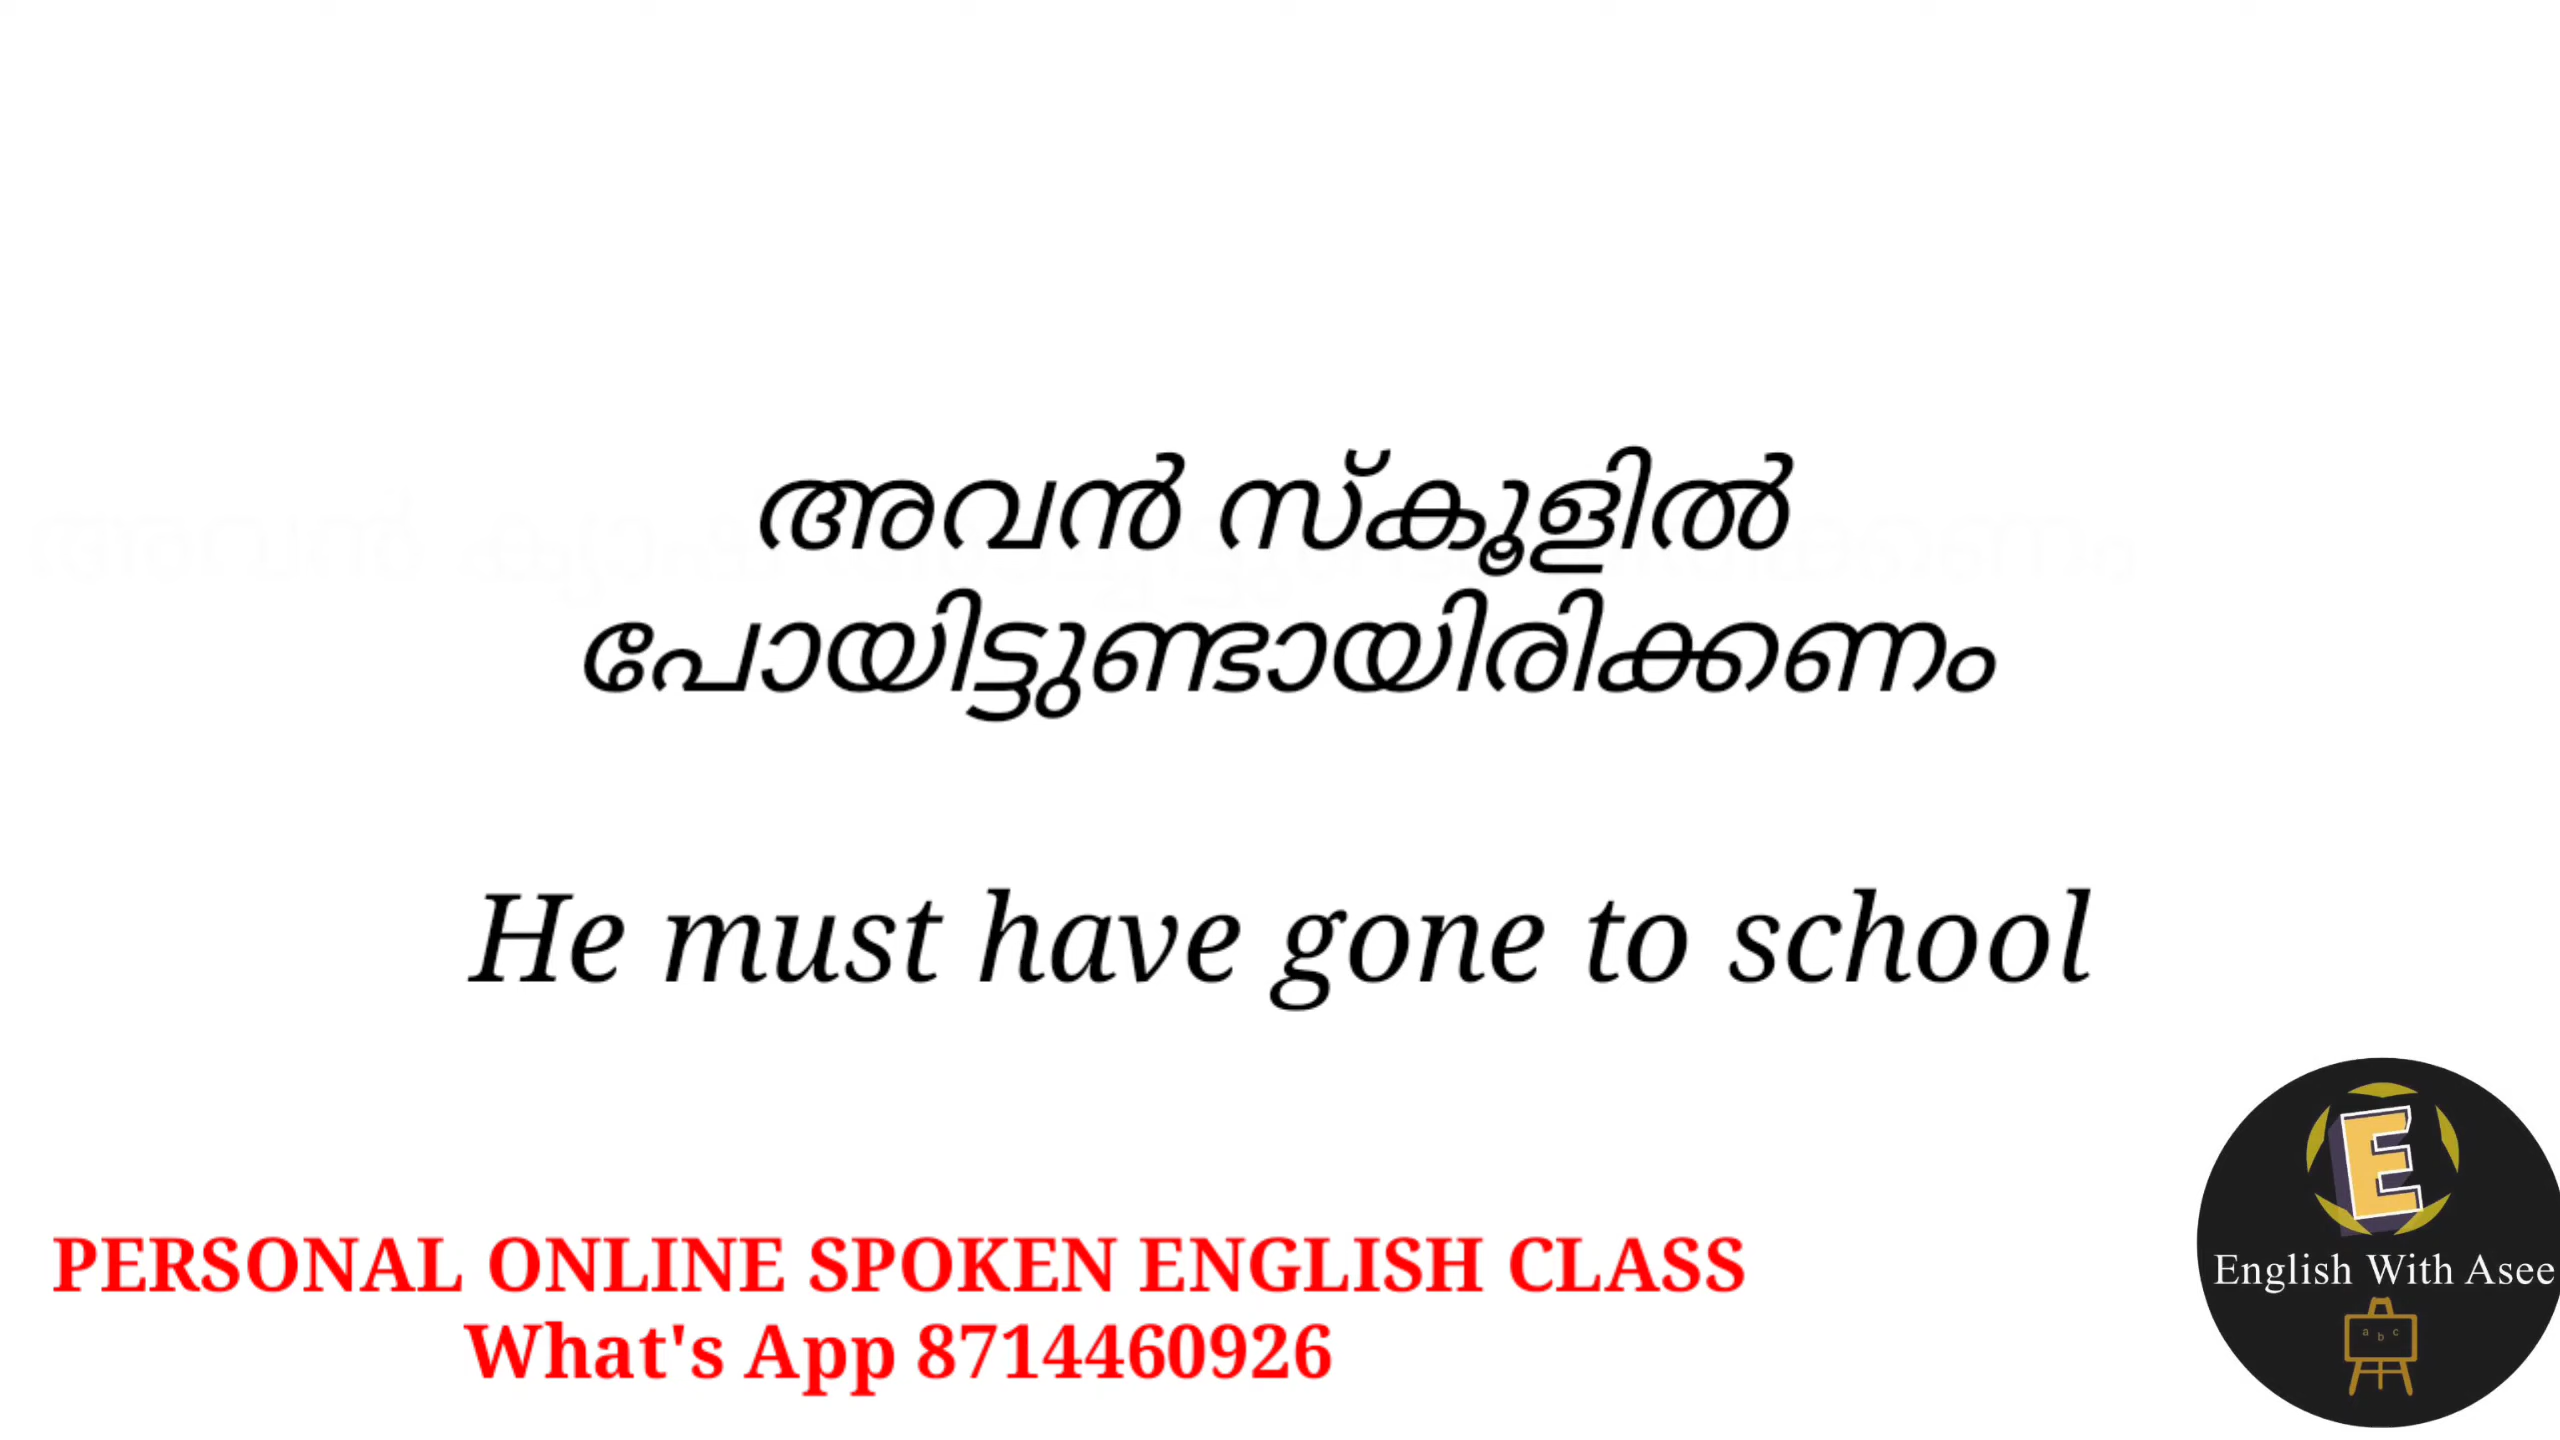 അവൻ സ്കൂളിൽ
പോയിട്ടുണ്ടായിരിക്കണം
He must have gone to school
PERSONAL ONLINE SPOKEN ENGLISH CLASS
What's App 8714460926
E
English With Asee
a b c